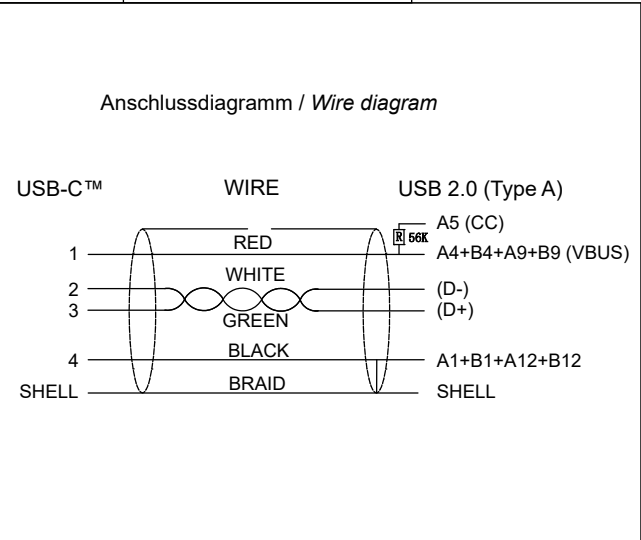 Anschlussdiagramm / Wire diagram
USB-C™ WIRE USB 2.0 (Type A)
A5 (CC)
R 56K
1 RED A4+B4+A9+B9 (VBUS)
2 WHITE (D-)
3 GREEN (D+)
4 BLACK A1+B1+A12+B12
SHELL BRAID SHELL